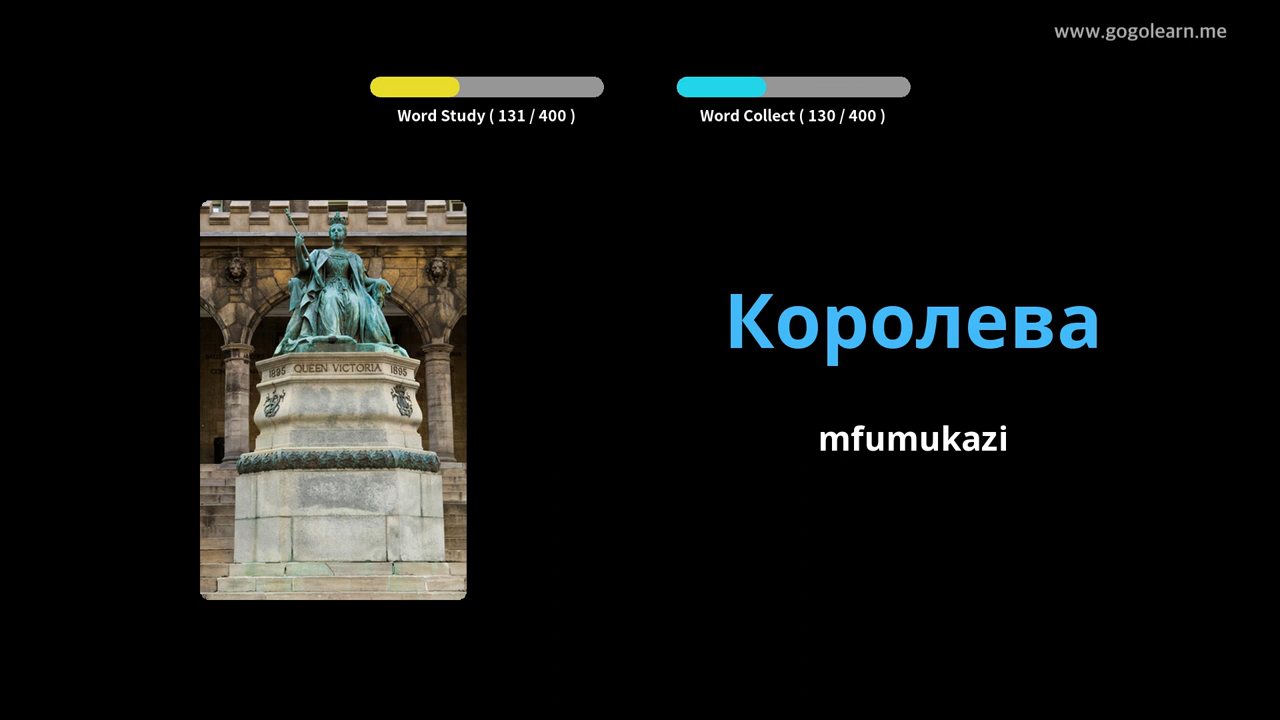 www.gogolearn.me
Word Study ( 131 / 400 )
Word Collect ( 130 / 400 )
1895 QUEEN VICTORIA 1895
Королева
mfumukazi